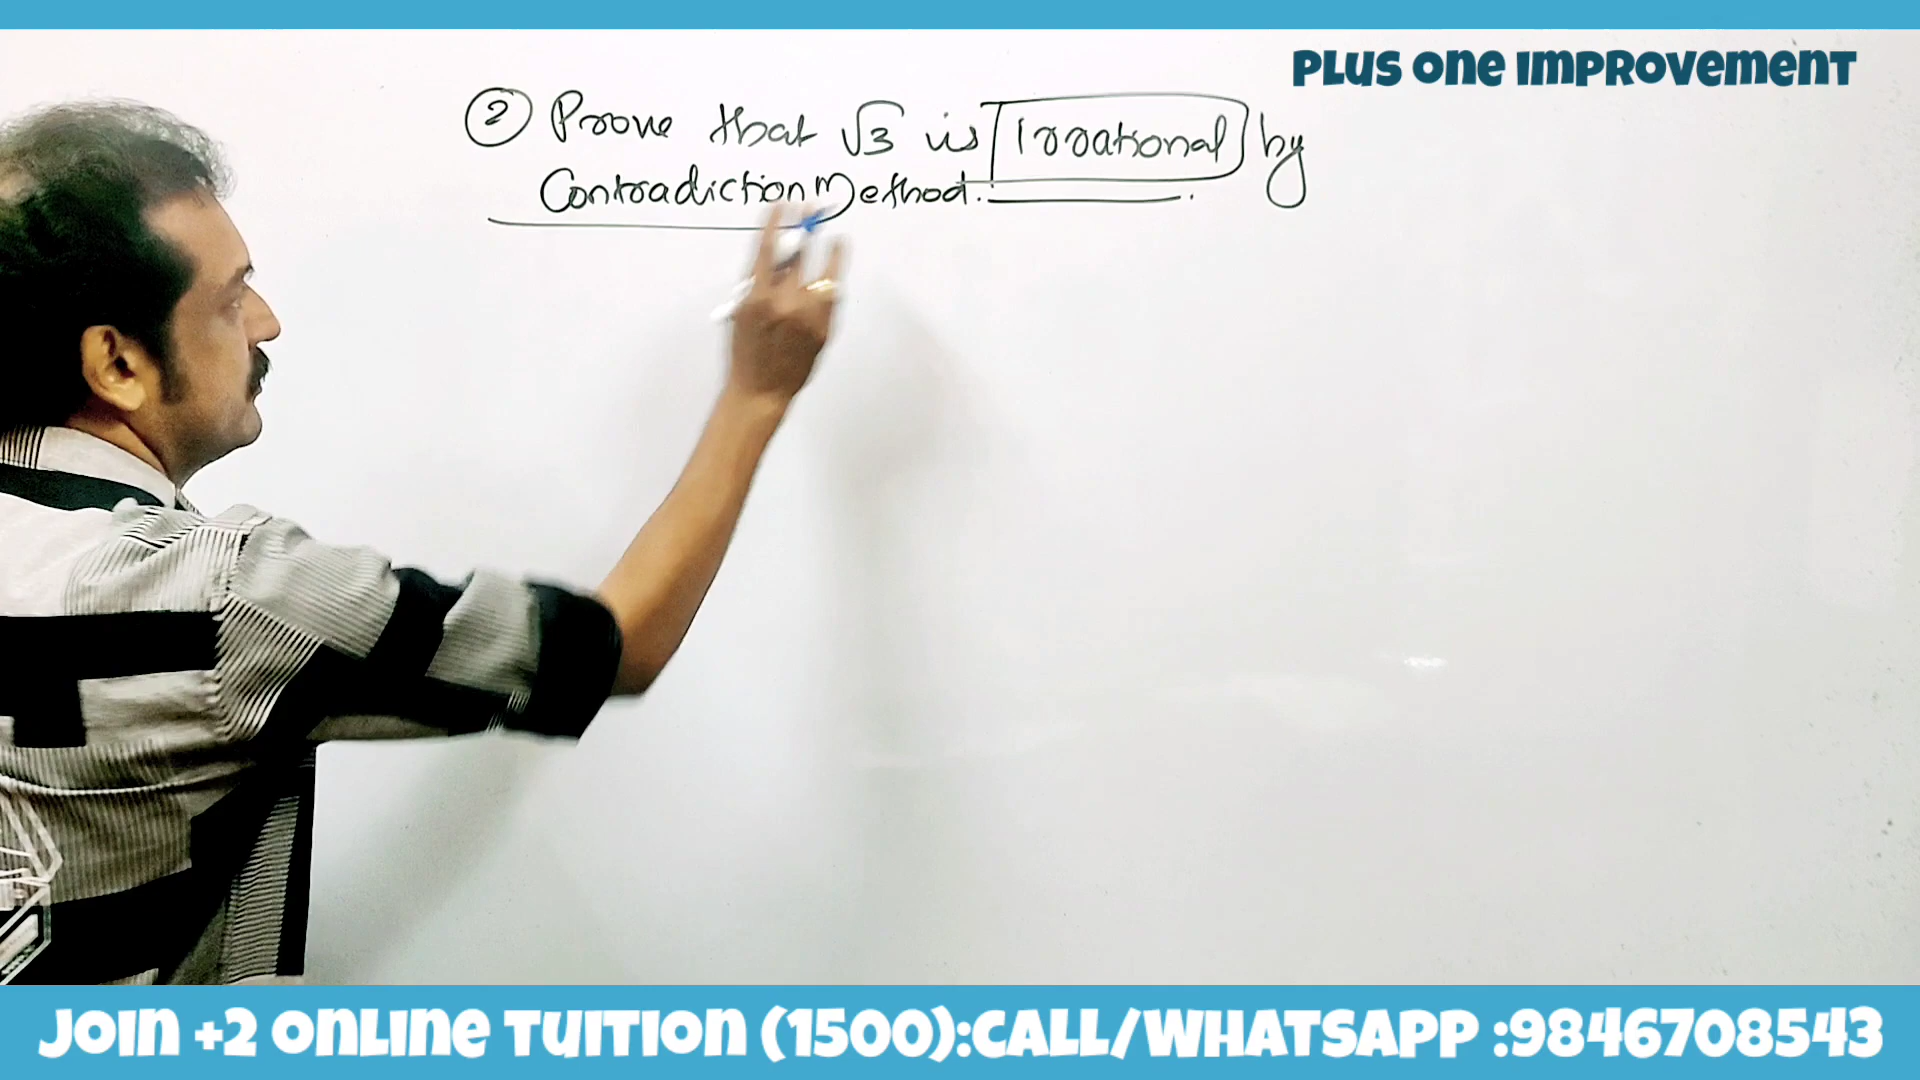 PLUS ONE IMPROVEMENT
② Prove that √3 is Irrational by
Contradiction Method.
JOIN +2 ONLINE TUITION (1500):CALL/WHATSAPP :9846708543